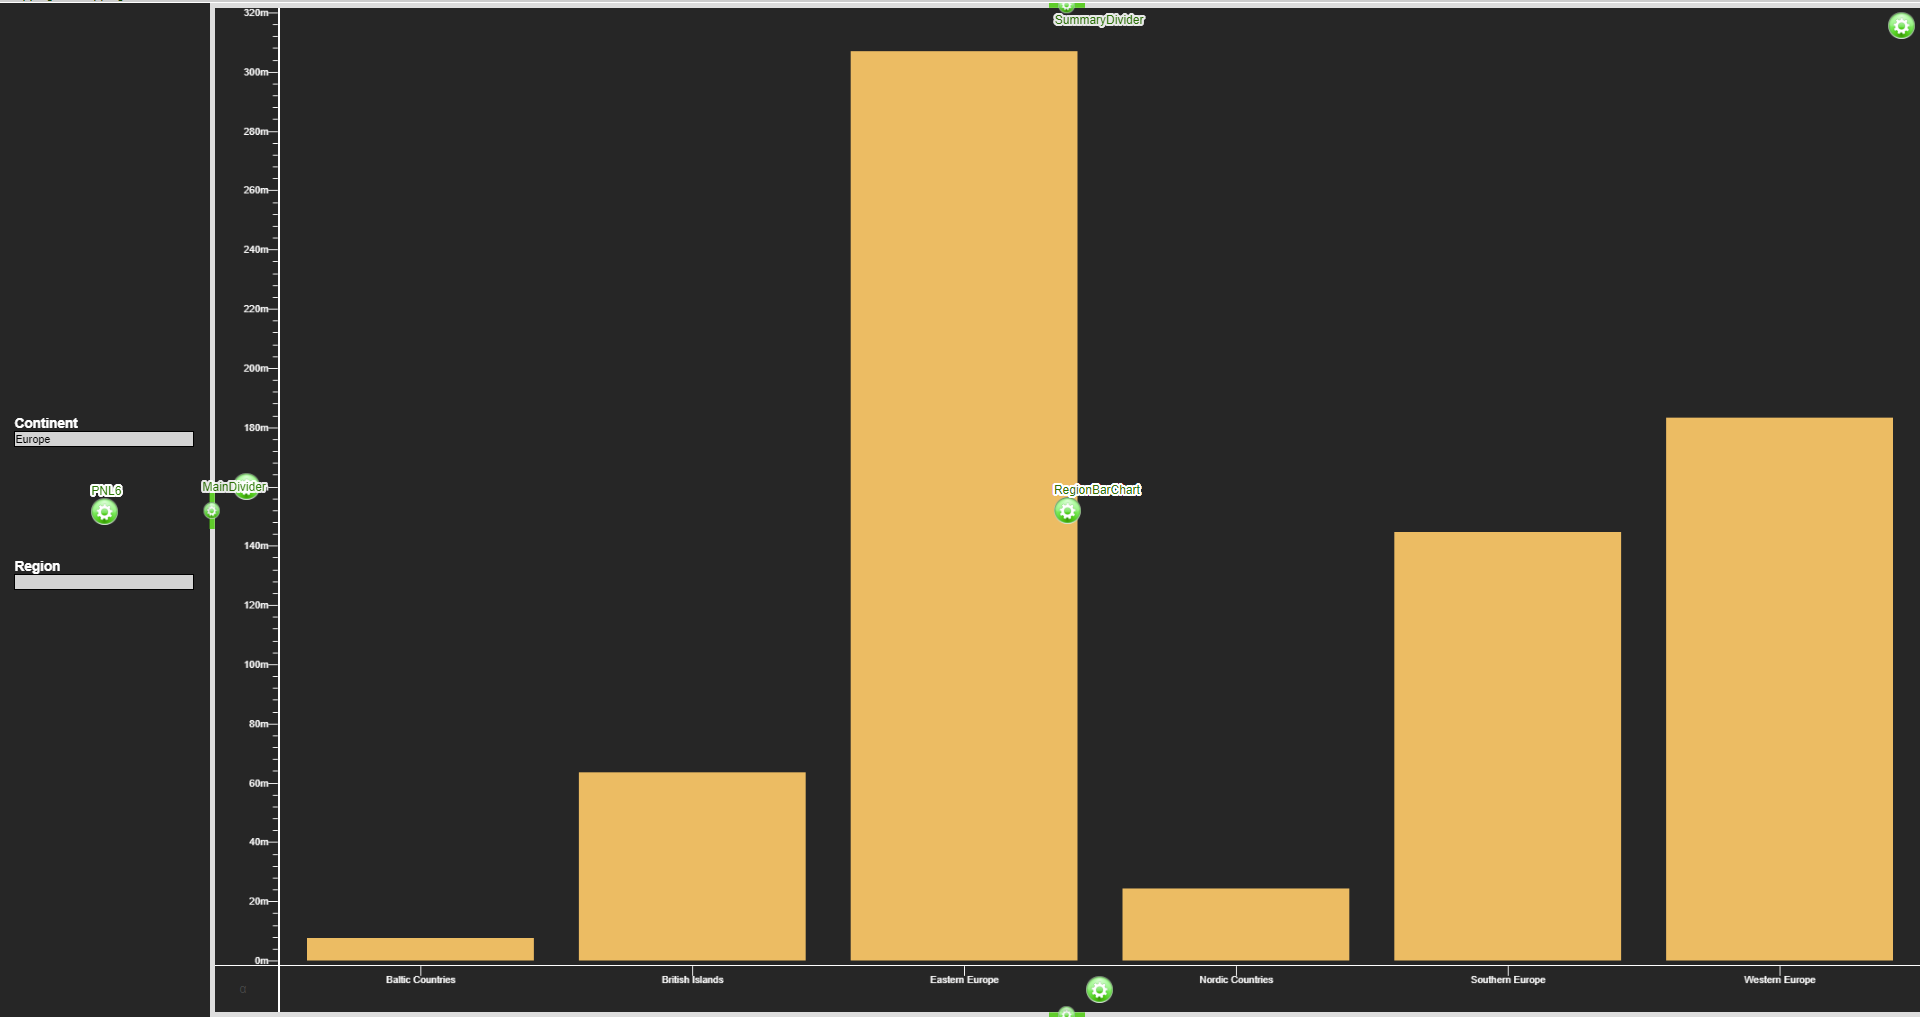 320m
SummaryDivider
300m
280m
260m
240m
220m
200m
180m
Continent
Europe
PNL6
MainDivider
RegionBarChart
140m
Region
120m
100m
80m
60m
40m
20m
0m
Baltic Countries
British Islands
Eastern Europe
Nordic Countries
Southern Europe
Western Europe